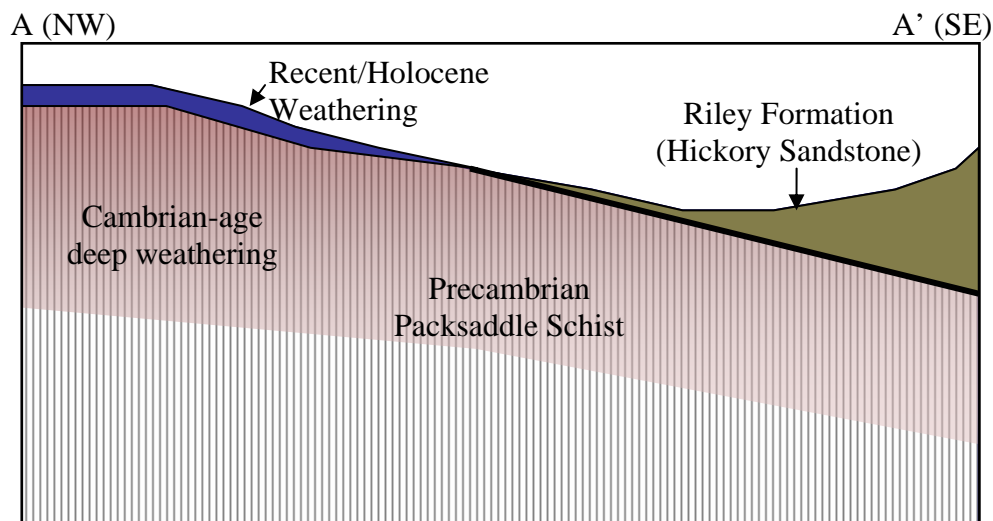 A (NW)
A’ (SE)
Recent/Holocene
Weathering
Riley Formation
(Hickory Sandstone)
Cambrian-age
deep weathering
Precambrian
Packsaddle Schist